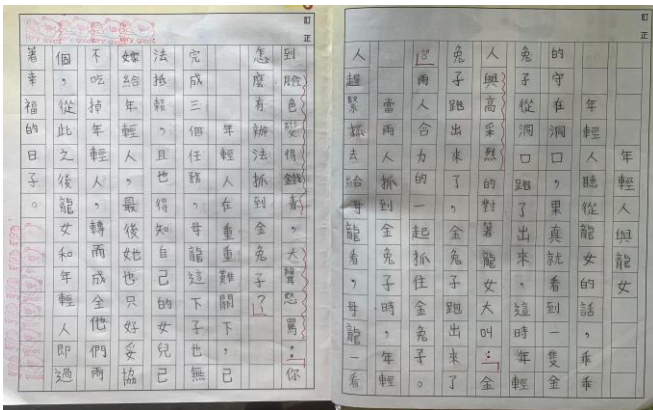 訂正
年輕人與龍女
年輕人聽從龍女的話,乖乖
的守在洞口,果真就看到一隻金
兔子從洞口跑了出來,這時年輕
人興高采烈的對著龍女大叫:「金
兔子跑出來了,金兔子跑出來了
!」兩人合力的一起抓住金兔子。
當兩人抓到金兔子時,年輕
人趕緊抓去給母龍看,母龍一看
訂正
到臉色變得鐵青,大聲怒罵:「你
怎麼有辦法抓到金兔子?」
年輕人在重重難關下,已
完成三個任務,母龍這下子也無
法抵賴,且也得知自己的女兒已
嫁給年輕人,最後她也只好妥協
不吃掉年輕人,轉而成全他們兩
個,從此之後龍女和年輕人即過
著幸福的日子。